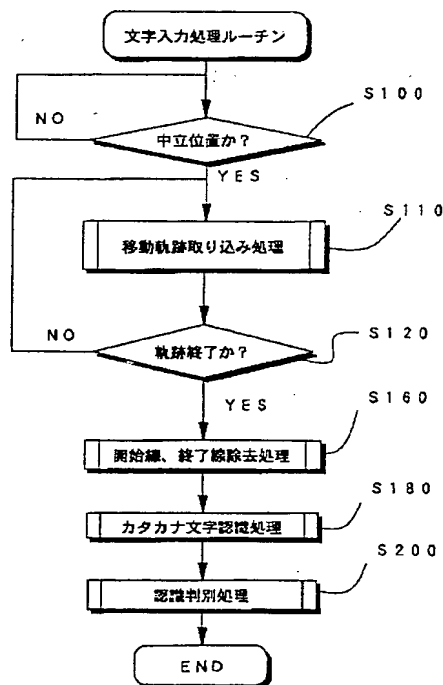 文字入力処理ルーチン
S100
NO
中立位置か?
YES
S110
移動軌跡取り込み処理
S120
NO
軌跡終了か?
YES
S160
開始線、終了線除去処理
S180
カタカナ文字認識処理
S200
認識判別処理
END